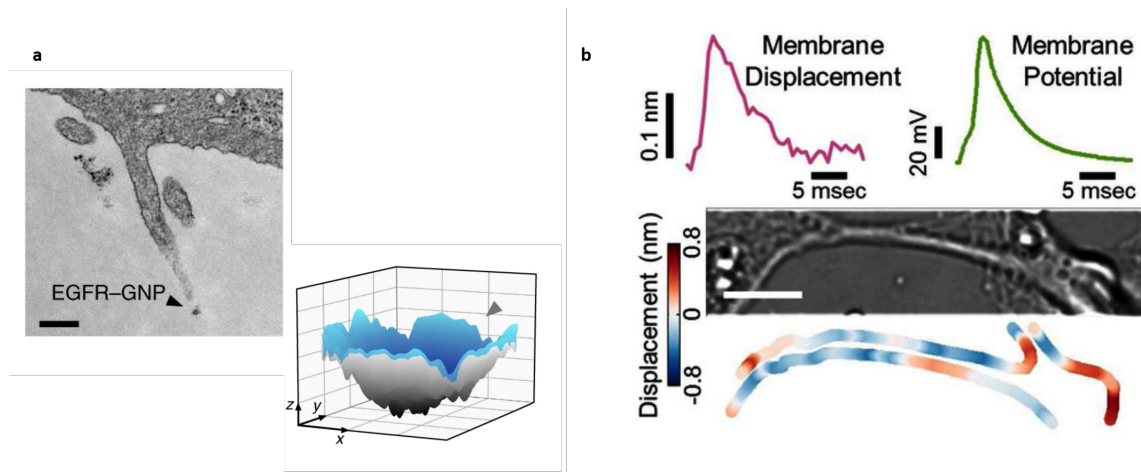 a
EGFR–GNP
z
y
x
b
Membrane
Displacement
0.1 nm
5 msec
Membrane
Potential
20 mV
5 msec
Displacement (nm)
0.8
0
-0.8